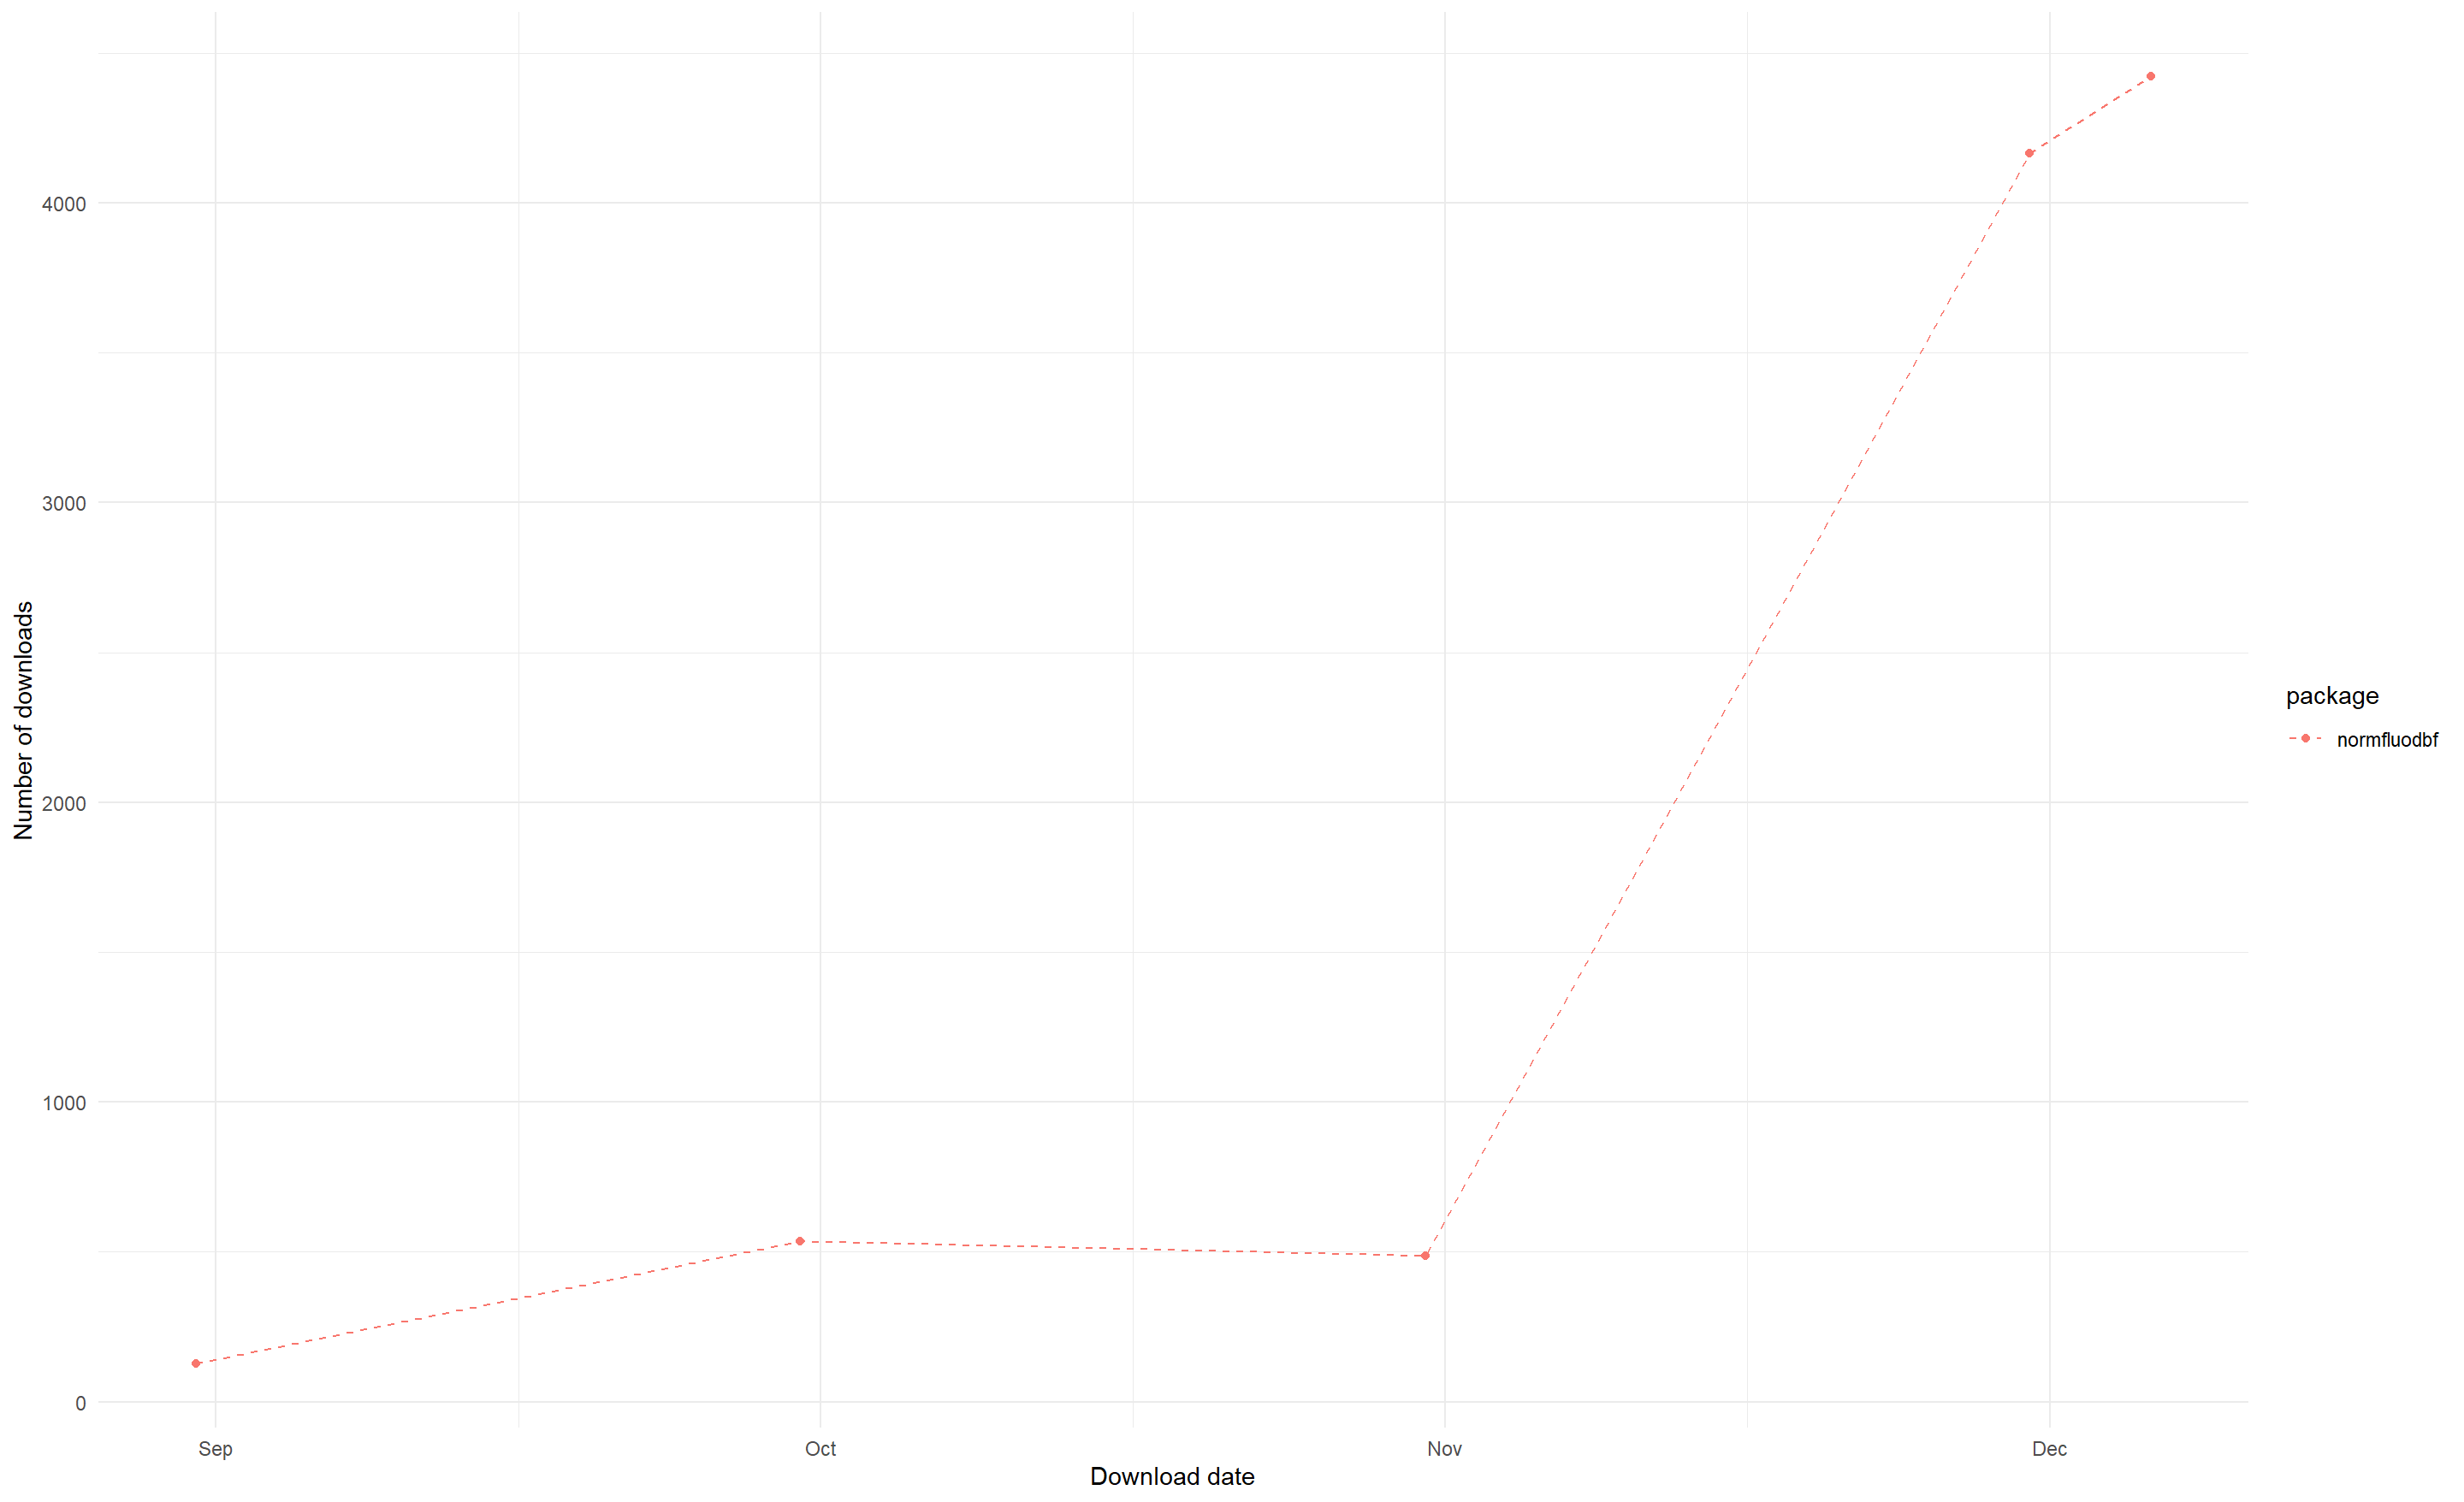 Number of downloads
4000
3000
2000
1000
0
Sep
Oct
Nov
Dec
Download date
package
normfluodbf